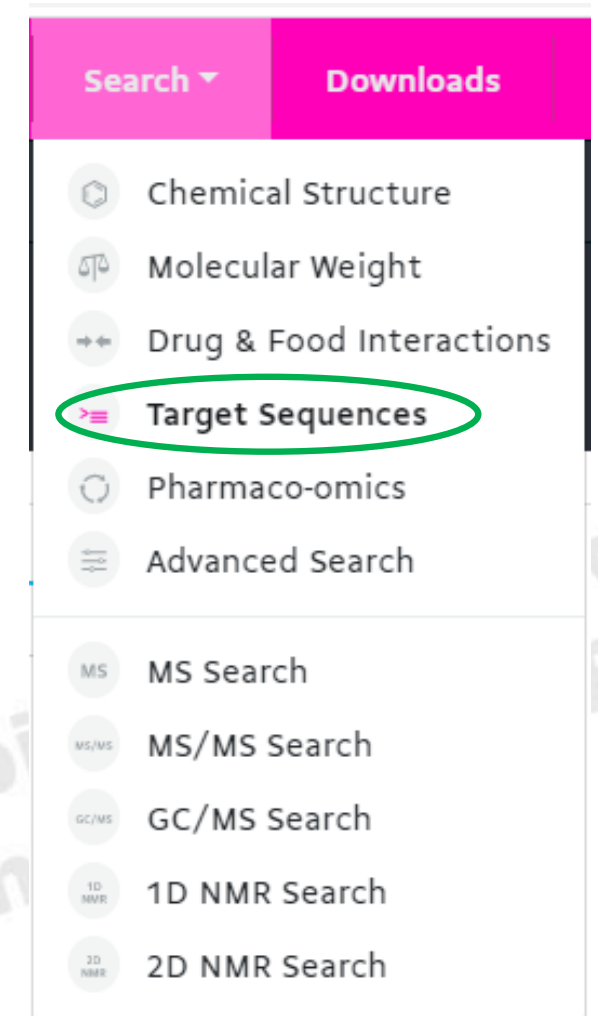 Search Downloads
Chemical Structure
Molecular Weight
Drug & Food Interactions
>≡ Target Sequences
Pharmaco-omics
Advanced Search
MS MS Search
MS/MS MS/MS Search
GC/MS GC/MS Search
1D NMR 1D NMR Search
2D NMR 2D NMR Search